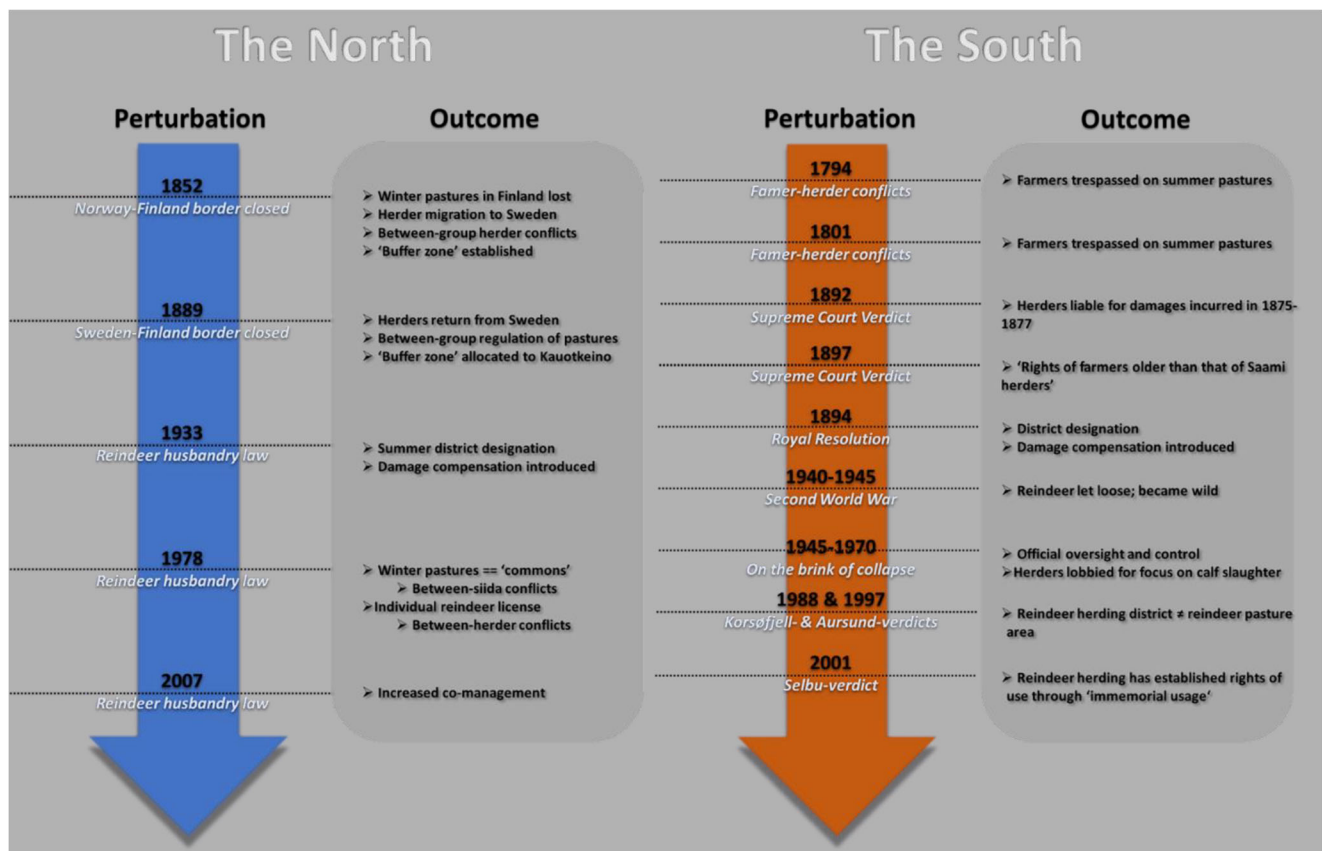 The North
Perturbation
Outcome
1852
Norway-Finland border closed
➢ Winter pastures in Finland lost
➢ Herder migration to Sweden
➢ Between-group herder conflicts
➢ ‘Buffer zone’ established
1889
Sweden-Finland border closed
➢ Herders return from Sweden
➢ Between-group regulation of pastures
➢ ‘Buffer zone’ allocated to Kauotkeino
1933
Reindeer husbandry law
➢ Summer district designation
➢ Damage compensation introduced
1978
Reindeer husbandry law
➢ Winter pastures == ‘commons’
➢ Between-siida conflicts
➢Individual reindeer license
➢ Between-herder conflicts
2007
Reindeer husbandry law
➢ Increased co-management
The South
Perturbation
Outcome
1794
Famer-herder conflicts
➢ Farmers trespassed on summer pastures
1801
Famer-herder conflicts
➢ Farmers trespassed on summer pastures
1892
Supreme Court Verdict
➢ Herders liable for damages incurred in 1875-
1877
1897
Supreme Court Verdict
➢ ‘Rights of farmers older than that of Saami
herders’
1894
Royal Resolution
➢ District designation
➢ Damage compensation introduced
1940-1945
Second World War
➢ Reindeer let loose; became wild
1945-1970
On the brink of collapse
➢ Official oversight and control
➢Herders lobbied for focus on calf slaughter
1988 & 1997
Korsøfjell- & Aursund-verdicts
➢ Reindeer herding district ≠ reindeer pasture
area
2001
Selbu-verdict
➢ Reindeer herding has established rights of
use through ‘immemorial usage‘